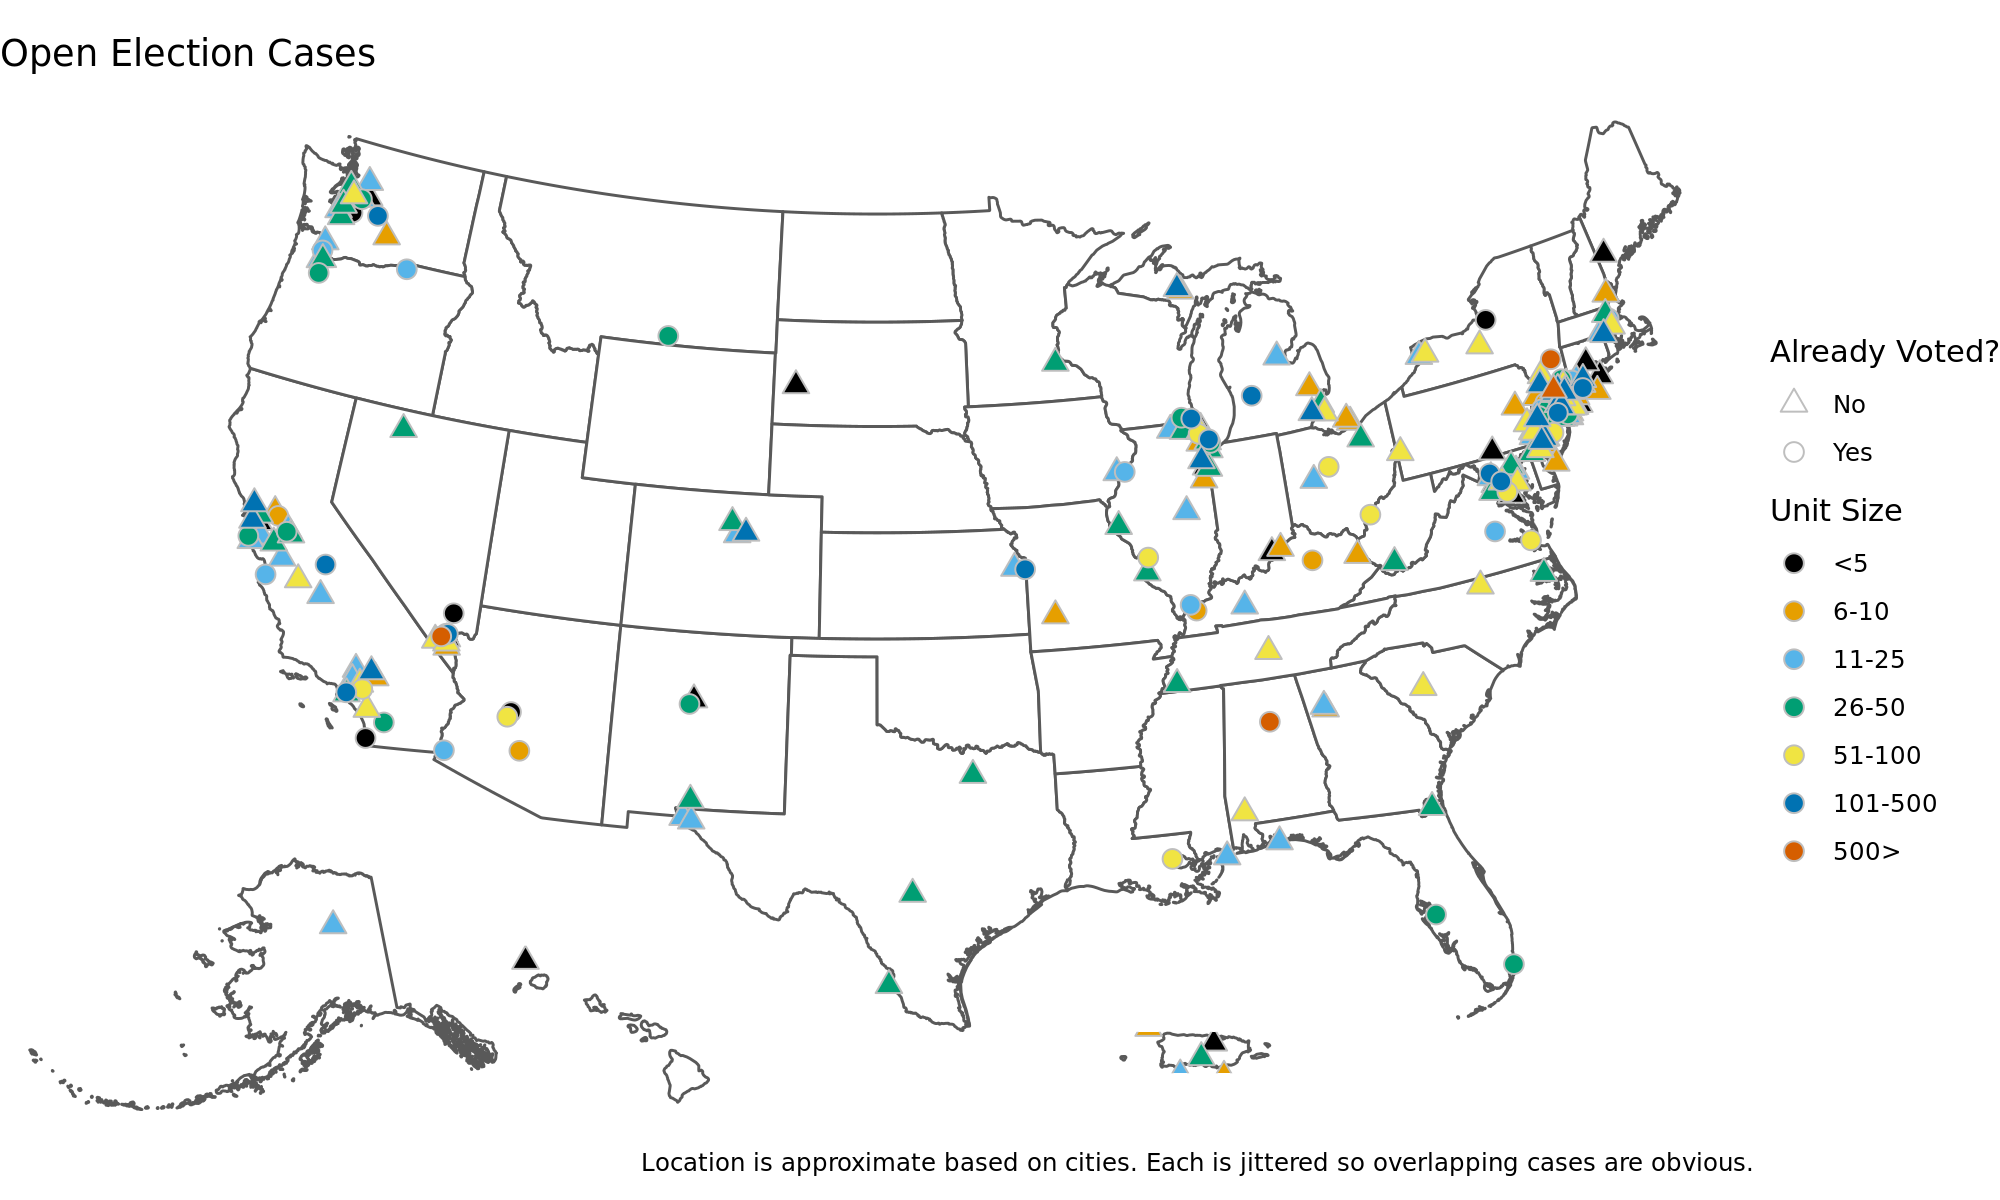 Open Election Cases
Already Voted?
No
Yes
Unit Size
<5
6-10
11-25
26-50
51-100
101-500
500>
Location is approximate based on cities. Each is jittered so overlapping cases are obvious.